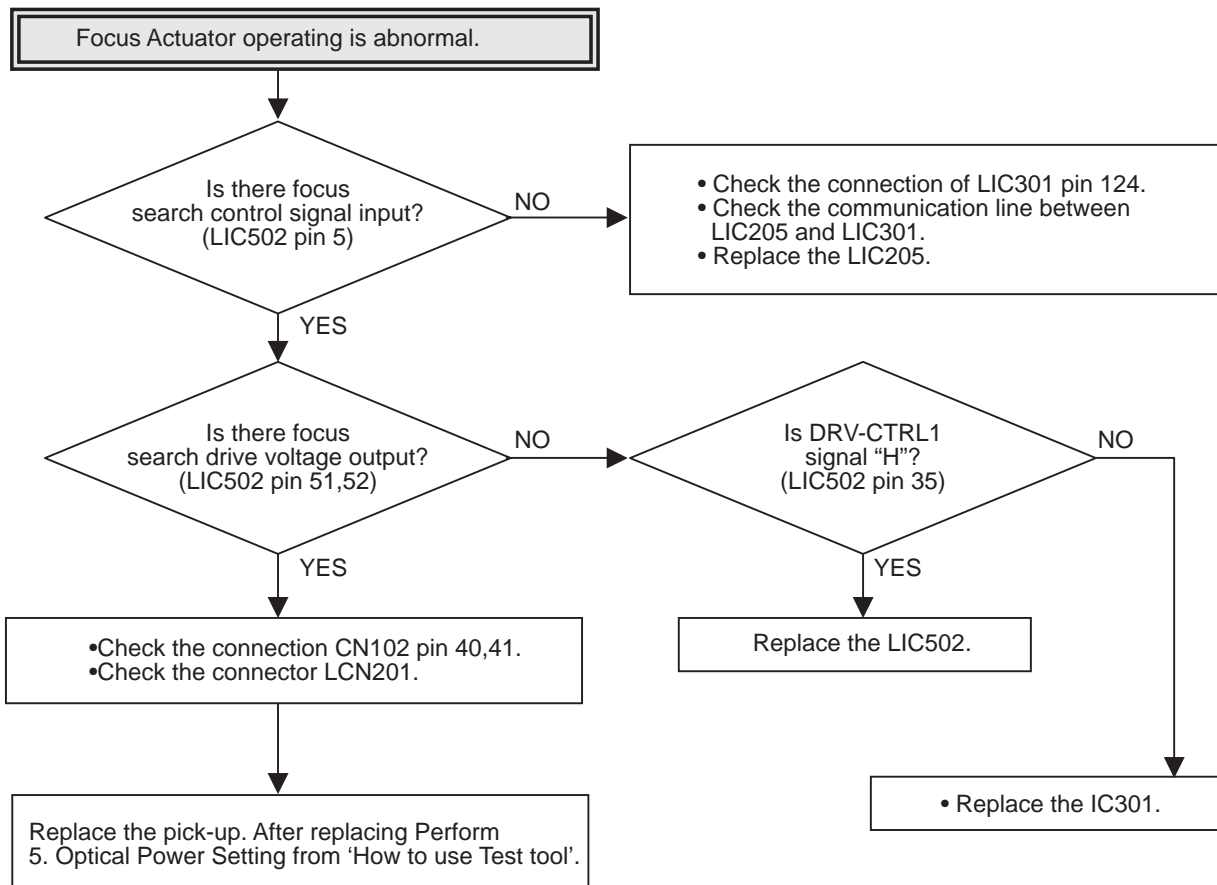 Focus Actuator operating is abnormal.
Is there focus
search control signal input?
(LIC502 pin 5)
NO
• Check the connection of LIC301 pin 124.
• Check the communication line between
LIC205 and LIC301.
• Replace the LIC205.
YES
Is there focus
search drive voltage output?
(LIC502 pin 51,52)
NO
Is DRV-CTRL1
signal “H”?
(LIC502 pin 35)
NO
YES
YES
•Check the connection CN102 pin 40,41.
•Check the connector LCN201.
Replace the LIC502.
• Replace the IC301.
Replace the pick-up. After replacing Perform
5. Optical Power Setting from ‘How to use Test tool’.